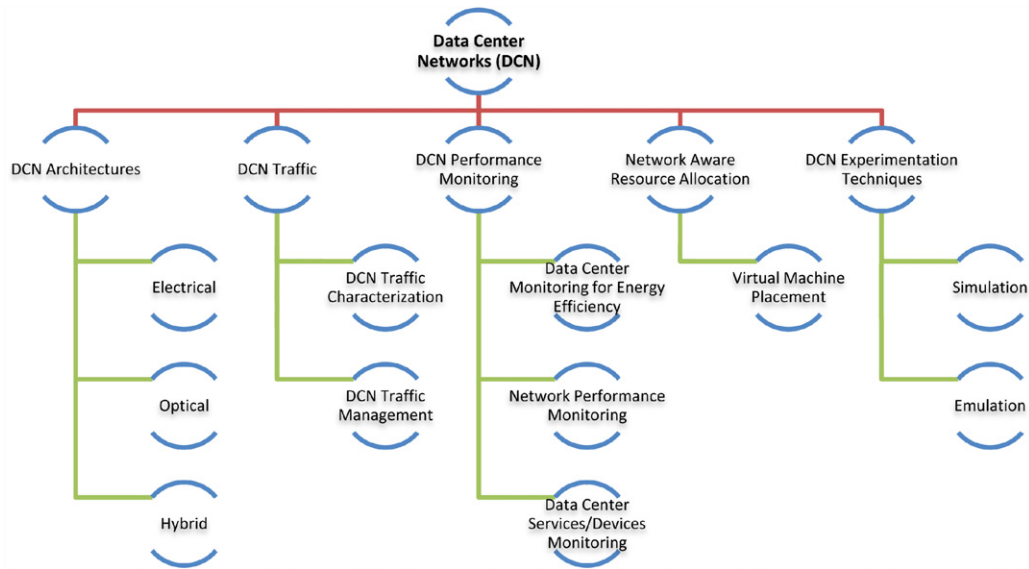 Data Center
Networks (DCN)
DCN Architectures
DCN Traffic
DCN Performance
Monitoring
Network Aware
Resource Allocation
DCN Experimentation
Techniques
Electrical
Optical
Hybrid
DCN Traffic
Characterization
DCN Traffic
Management
Data Center
Monitoring for Energy
Efficiency
Network Performance
Monitoring
Data Center
Services/Devices
Monitoring
Virtual Machine
Placement
Simulation
Emulation